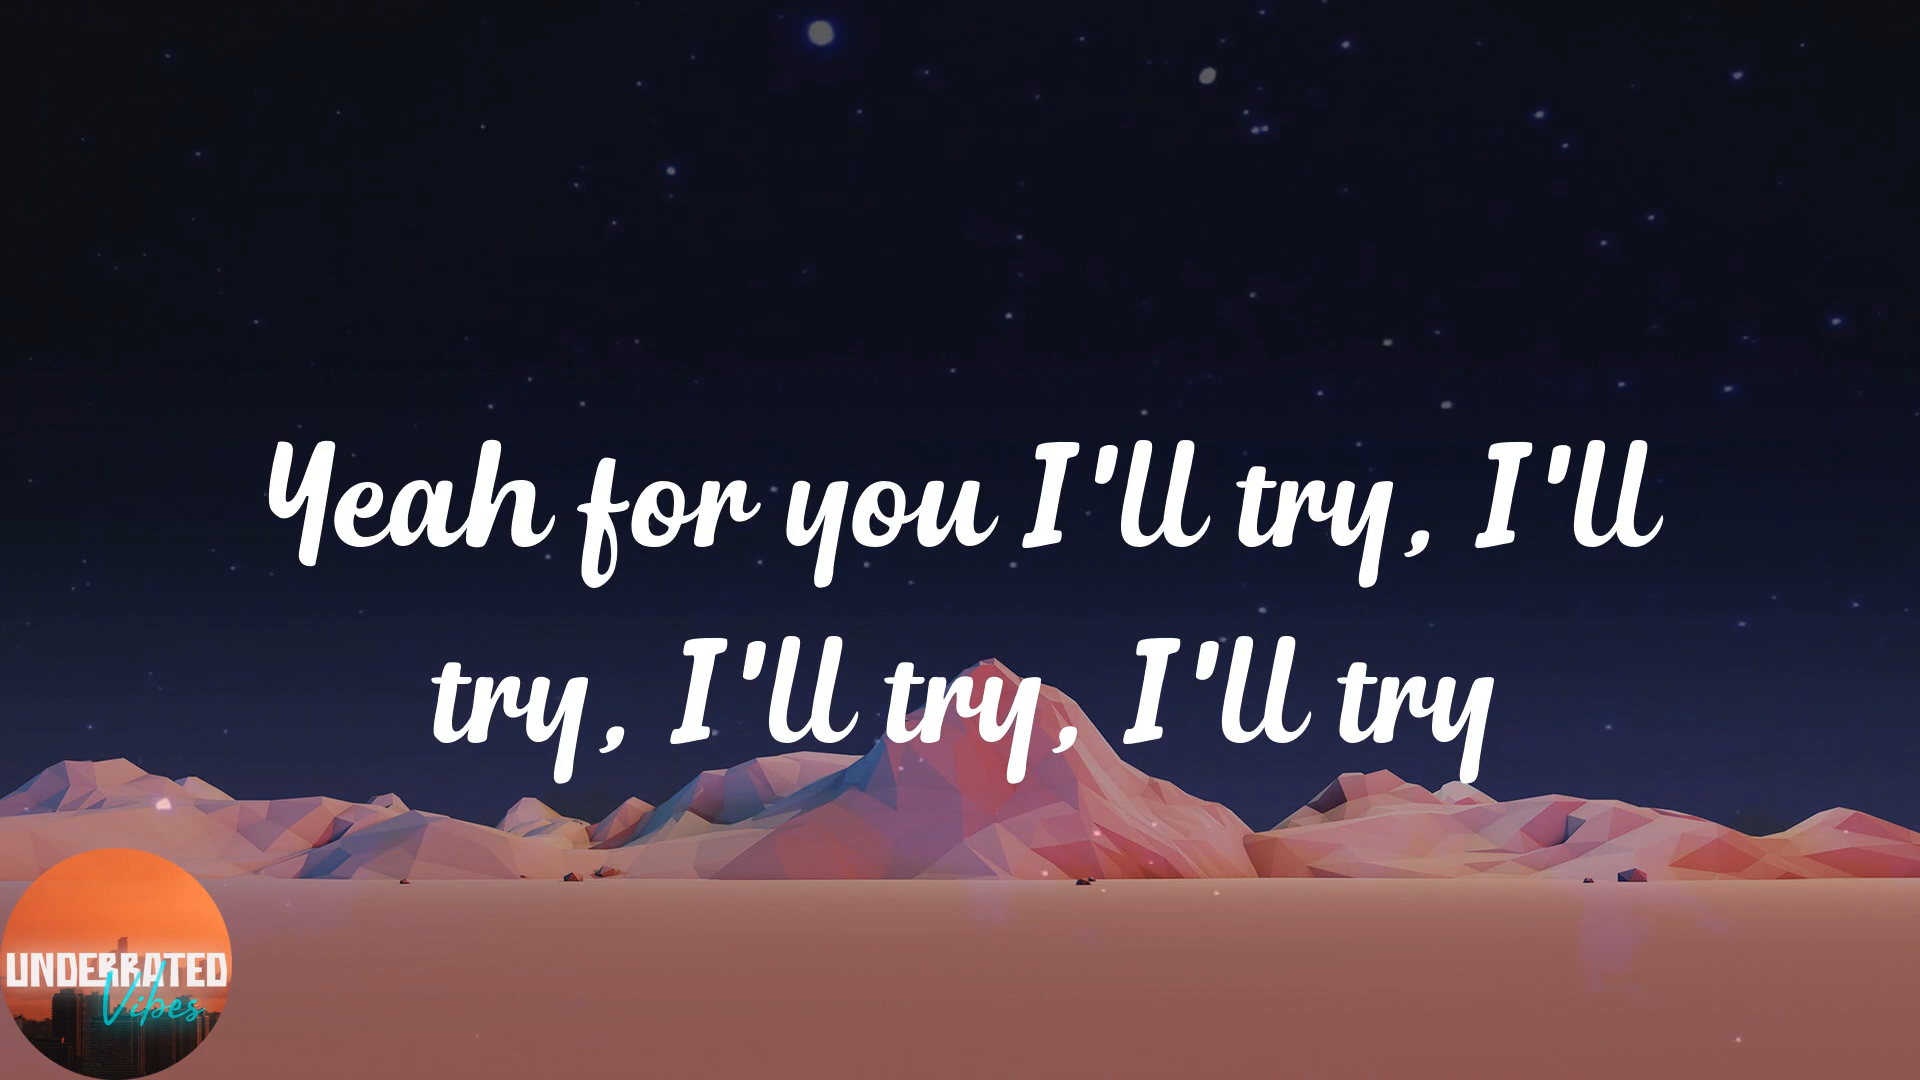 Yeah for you I'll try, I'll
try, I'll try, I'll try
UNDERRATED
Vibes